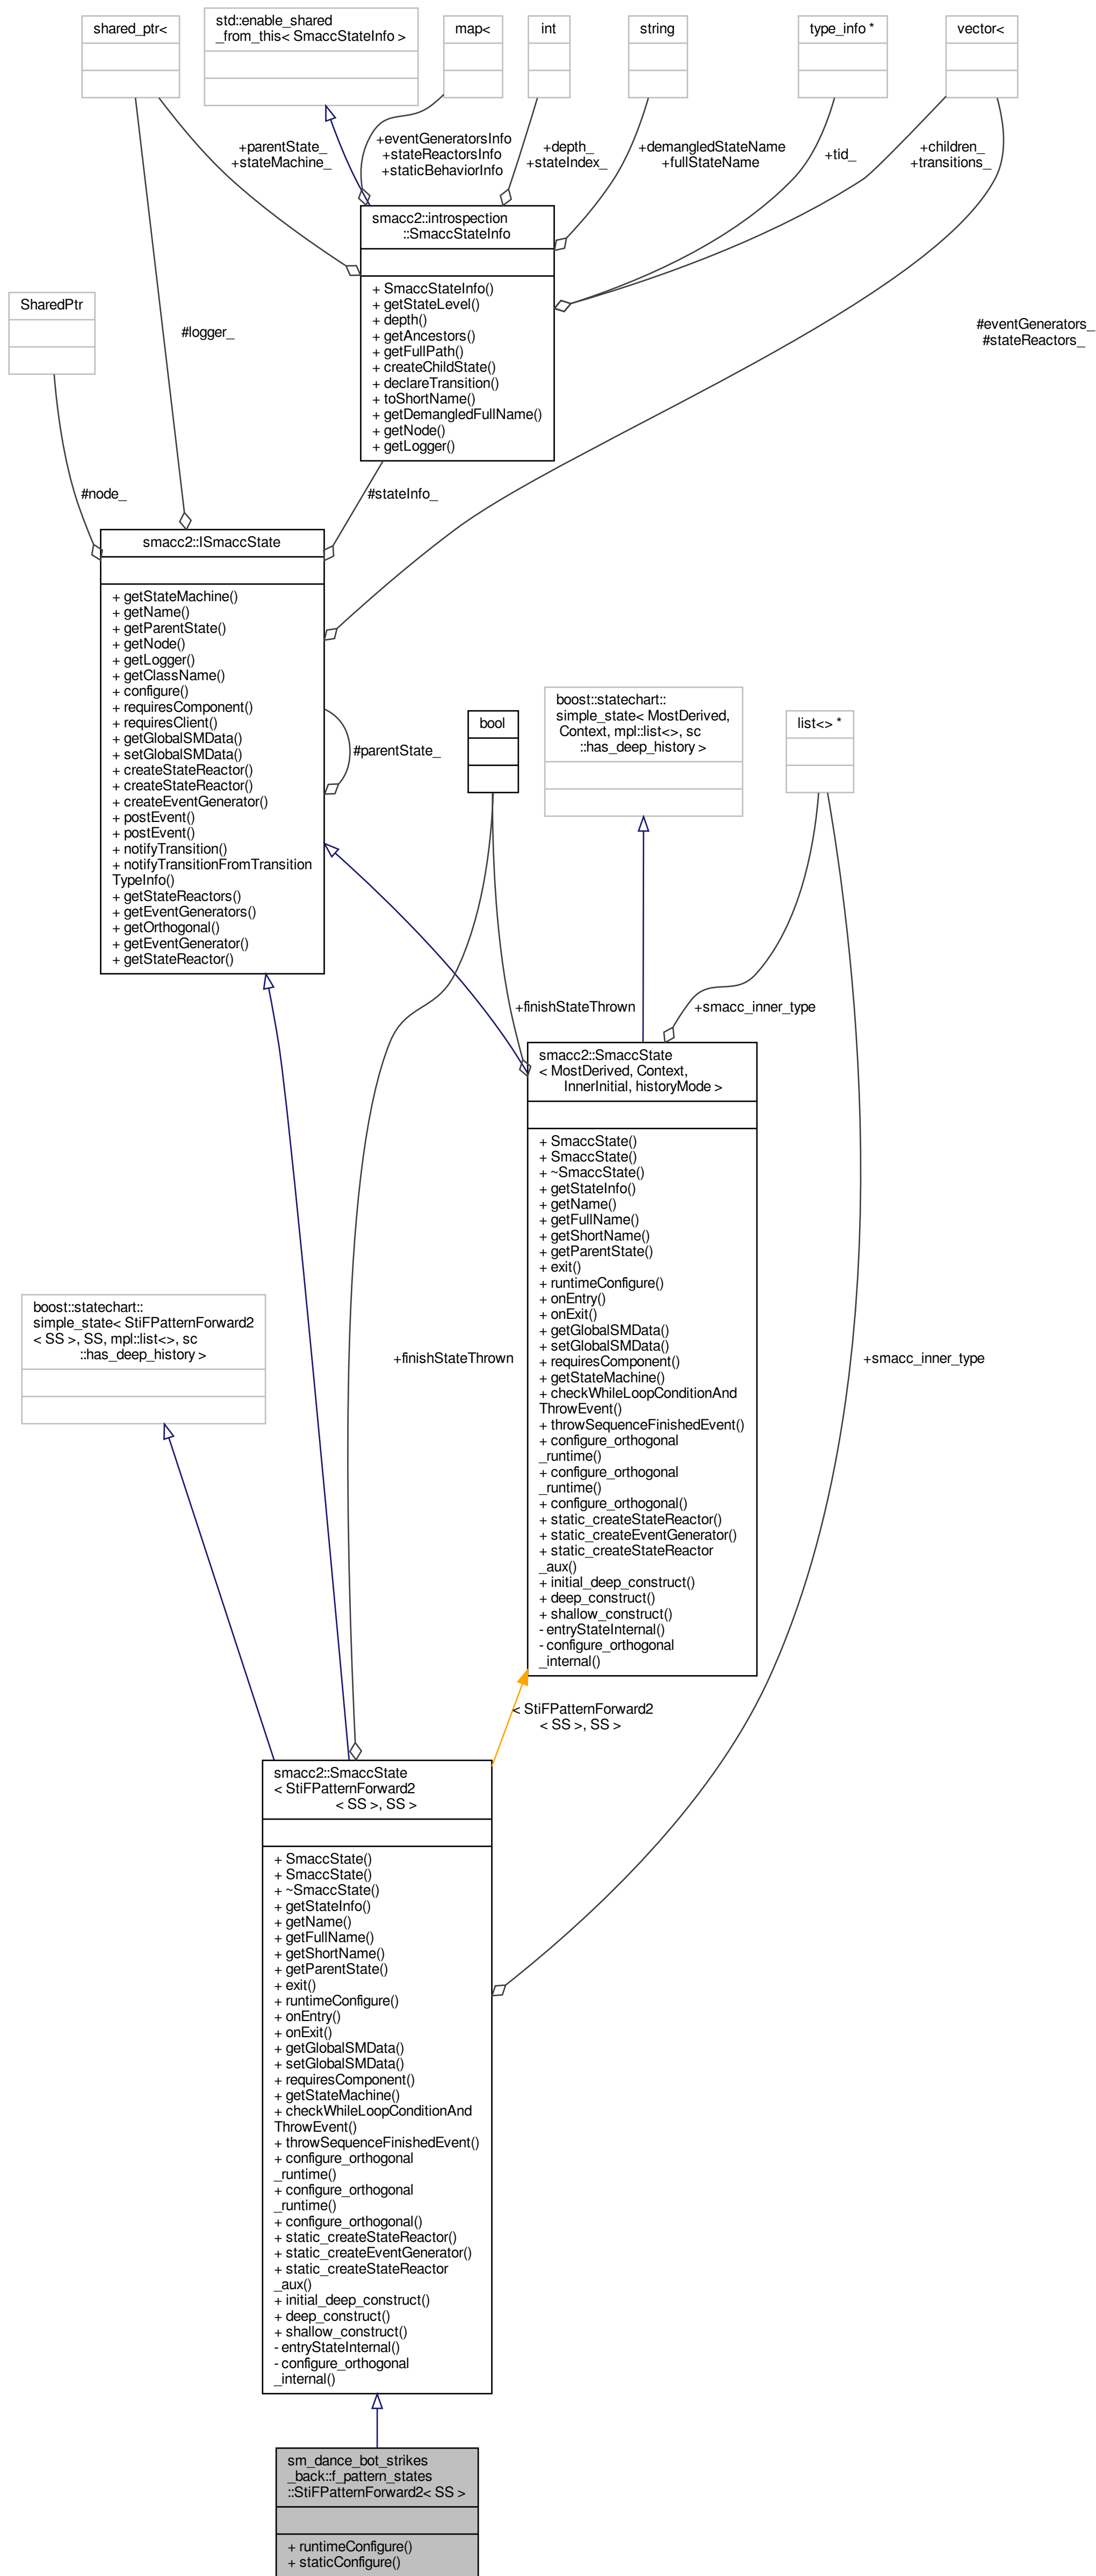 shared_ptr<
std::enable_shared
_from_this< SmaccStateInfo >
map<
int
string
type_info *
vector<
+parentState_
+stateMachine_
+eventGeneratorsInfo
+stateReactorsInfo
+staticBehaviorInfo
+depth_
+stateIndex_
+demangledStateName
+fullStateName
+tid_
+children_
+transitions_
smacc2::introspection
::SmaccStateInfo
+ SmaccStateInfo()
+ getStateLevel()
+ depth()
+ getAncestors()
+ getFullPath()
+ createChildState()
+ declareTransition()
+ toShortName()
+ getDemangledFullName()
+ getNode()
+ getLogger()
SharedPtr
#logger_
#eventGenerators_
#stateReactors_
#node_
#stateInfo_
smacc2::ISmaccState
+ getStateMachine()
+ getName()
+ getParentState()
+ getNode()
+ getLogger()
+ getClassName()
+ configure()
+ requiresComponent()
+ requiresClient()
+ getGlobalSMData()
+ setGlobalSMData()
+ createStateReactor()
+ createStateReactor()
+ createEventGenerator()
+ postEvent()
+ postEvent()
+ notifyTransition()
+ notifyTransitionFromTransition
TypeInfo()
+ getStateReactors()
+ getEventGenerators()
+ getOrthogonal()
+ getEventGenerator()
+ getStateReactor()
#parentState_
bool
boost::statechart::
simple_state< MostDerived,
Context, mpl::list<>, sc
::has_deep_history >
list<> *
+finishStateThrown
+smacc_inner_type
smacc2::SmaccState
< MostDerived, Context,
InnerInitial, historyMode >
+ SmaccState()
+ SmaccState()
+ ~SmaccState()
+ getStateInfo()
+ getName()
+ getFullName()
+ getShortName()
+ getParentState()
+ exit()
+ runtimeConfigure()
+ onEntry()
+ onExit()
+ getGlobalSMData()
+ setGlobalSMData()
+ requiresComponent()
+ getStateMachine()
+ checkWhileLoopConditionAnd
ThrowEvent()
+ throwSequenceFinishedEvent()
+ configure_orthogonal
_runtime()
+ configure_orthogonal
_runtime()
+ configure_orthogonal()
+ static_createStateReactor()
+ static_createEventGenerator()
+ static_createStateReactor
_aux()
+ initial_deep_construct()
+ deep_construct()
+ shallow_construct()
- entryStateInternal()
- configure_orthogonal
_internal()
boost::statechart::
simple_state< StiFPatternForward2
< SS >, SS, mpl::list<>, sc
::has_deep_history >
+finishStateThrown
+smacc_inner_type
< StiFPatternForward2
< SS >, SS >
smacc2::SmaccState
< StiFPatternForward2
< SS >, SS >
+ SmaccState()
+ SmaccState()
+ ~SmaccState()
+ getStateInfo()
+ getName()
+ getFullName()
+ getShortName()
+ getParentState()
+ exit()
+ runtimeConfigure()
+ onEntry()
+ onExit()
+ getGlobalSMData()
+ setGlobalSMData()
+ requiresComponent()
+ getStateMachine()
+ checkWhileLoopConditionAnd
ThrowEvent()
+ throwSequenceFinishedEvent()
+ configure_orthogonal
_runtime()
+ configure_orthogonal
_runtime()
+ configure_orthogonal()
+ static_createStateReactor()
+ static_createEventGenerator()
+ static_createStateReactor
_aux()
+ initial_deep_construct()
+ deep_construct()
+ shallow_construct()
- entryStateInternal()
- configure_orthogonal
_internal()
sm_dance_bot_strikes
_back::f_pattern_states
::StiFPatternForward2< SS >
+ runtimeConfigure()
+ staticConfigure()